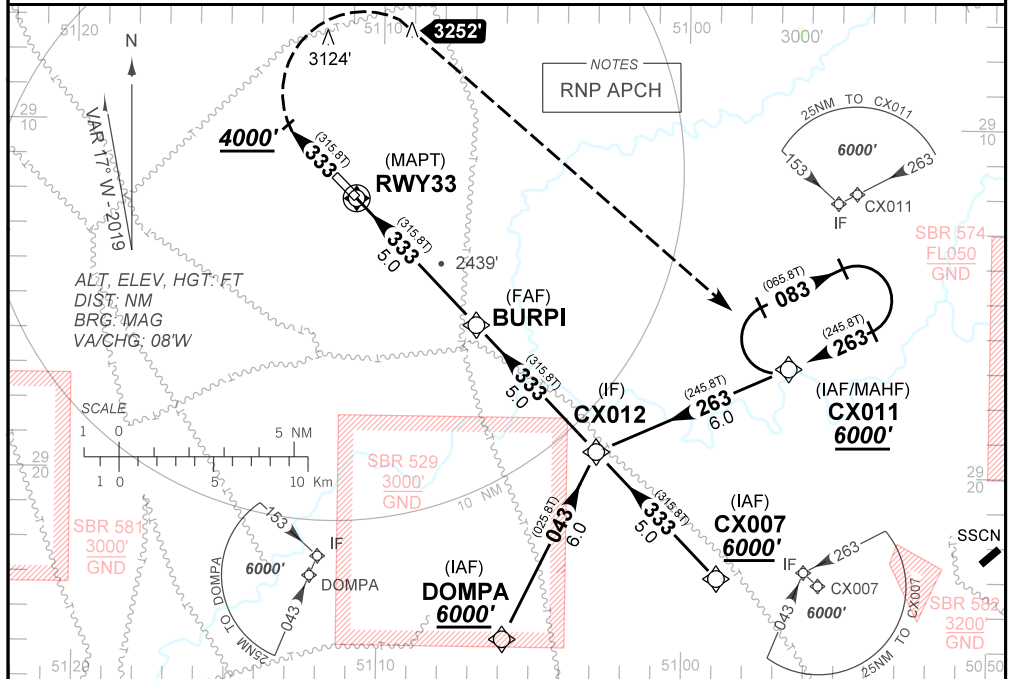 51 20
51 10
51 00
3000'
N
3124'
3252'
NOTES
RNP APCH
29
10
VAR 17° W - 2019
4000'
(315.8T)
333
(MAPT)
RWY33
25NM TO CX011
6000'
153
263
CX011
IF
29
10
SBR 574
FL050
GND
(315.8T)
333
5.0
2439'
ALT, ELEV, HGT: FT
DIST: NM
BRG: MAG
VA/CHG: 08'W
(FAF)
BURPI
(065.8T)
083
(245.8T)
263
(315.8T)
333
5.0
(IF)
CX012
(245.8T)
263
6.0
(IAF/MAHF)
CX011
6000'
SCALE
1 0 5 NM
1 0 5 10 Km
29
20
SBR 529
3000'
GND
10 NM
29
20
SBR 581
3000'
GND
153
IF
6000'
DOMPA
043
25NM TO DOMPA
(025.8T)
043
6.0
(315.8T)
333
5.0
(IAF)
CX007
6000'
(IAF)
DOMPA
6000'
SSCN
IF
263
CX007
6000'
043
25NM TO CX007
SBR 582
3200'
GND
51 20
51 10
51 00
50 50